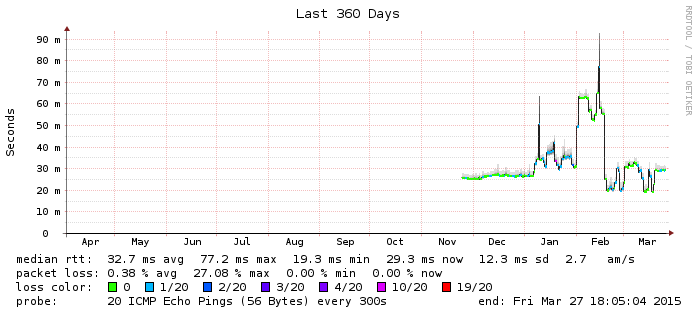 Last 360 Days
RRDTOOL / TOBI OETIKER
Seconds
90 m
80 m
70 m
60 m
50 m
40 m
30 m
20 m
10 m
0
Apr May Jun Jul Aug Sep Oct Nov Dec Jan Feb Mar
median rtt: 32.7 ms avg 77.2 ms max 19.3 ms min 29.3 ms now 12.3 ms sd 2.7 am/s
packet loss: 0.38 % avg 27.08 % max 0.00 % min 0.00 % now
loss color: 0 1/20 2/20 3/20 4/20 10/20 19/20
probe: 20 ICMP Echo Pings (56 Bytes) every 300s end: Fri Mar 27 18:05:04 2015